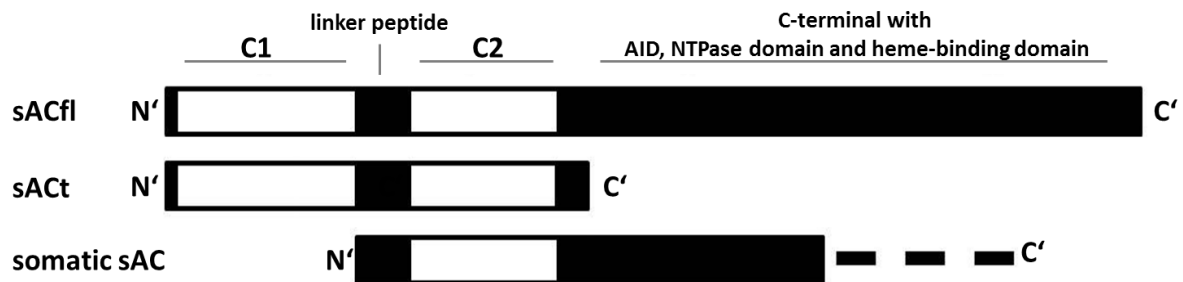 linker peptide
C-terminal with
AID, NTPase domain and heme-binding domain
C1
C2
sACfl N‘ C‘
sACt N‘ C‘
somatic sAC N‘ C‘